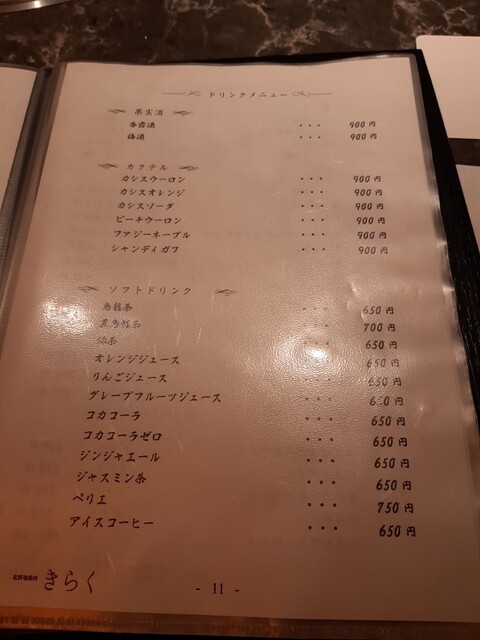 ドリンクメニュー
果実酒
杏露酒 ・・・ 900円
梅酒 ・・・ 900円
カクテル
カシスウーロン ・・・ 900円
カシスオレンジ ・・・ 900円
カシスソーダ ・・・ 900円
ピーチウーロン ・・・ 900円
ファジーネーブル ・・・ 900円
シャンディガフ ・・・ 900円
ソフトドリンク
烏龍茶 ・・・ 650円
黒烏龍茶 ・・・ 700円
緑茶 ・・・ 650円
オレンジジュース ・・・ 650円
りんごジュース ・・・ 650円
グレープフルーツジュース ・・・ 650円
コカコーラ ・・・ 650円
コカコーラゼロ ・・・ 650円
ジンジャエール ・・・ 650円
ジャスミン茶 ・・・ 650円
ペリエ ・・・ 750円
アイスコーヒー ・・・ 650円
きらく
- 11 -